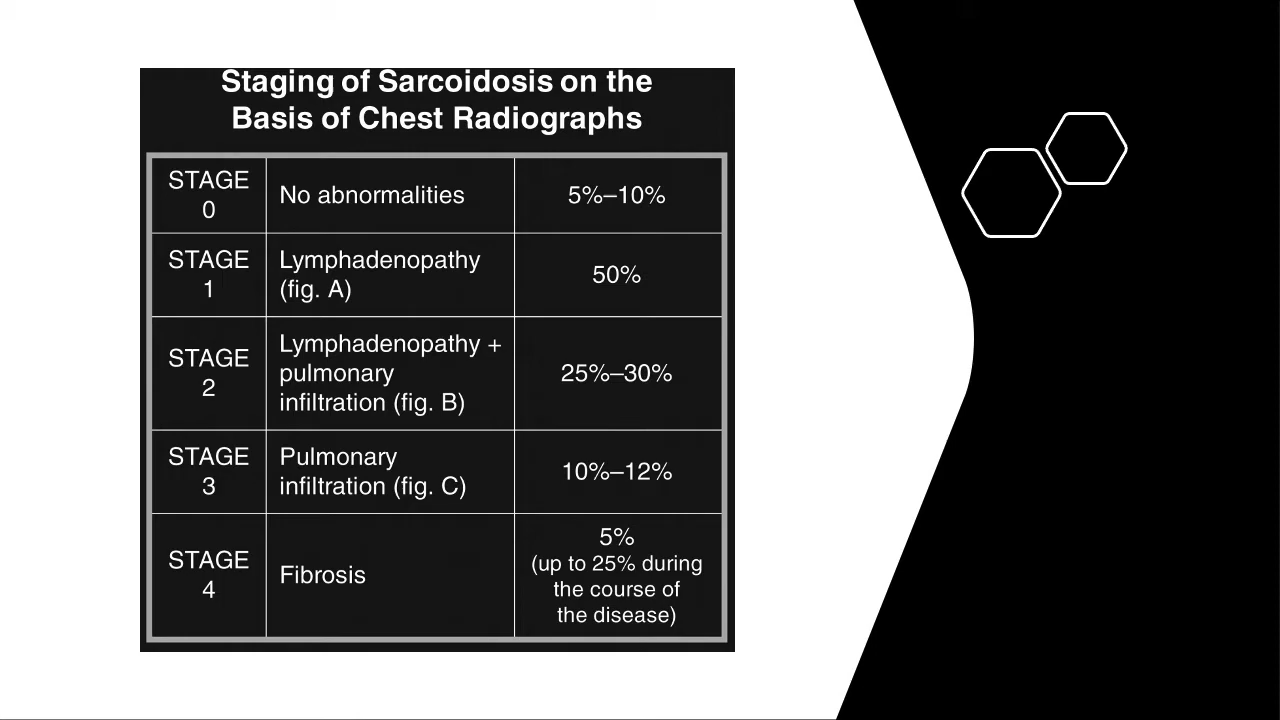 Staging of Sarcoidosis on the
Basis of Chest Radiographs
STAGE
0
No abnormalities
5%–10%
STAGE
1
Lymphadenopathy
(fig. A)
50%
STAGE
2
Lymphadenopathy +
pulmonary
infiltration (fig. B)
25%–30%
STAGE
3
Pulmonary
infiltration (fig. C)
10%–12%
STAGE
4
Fibrosis
5%
(up to 25% during
the course of
the disease)